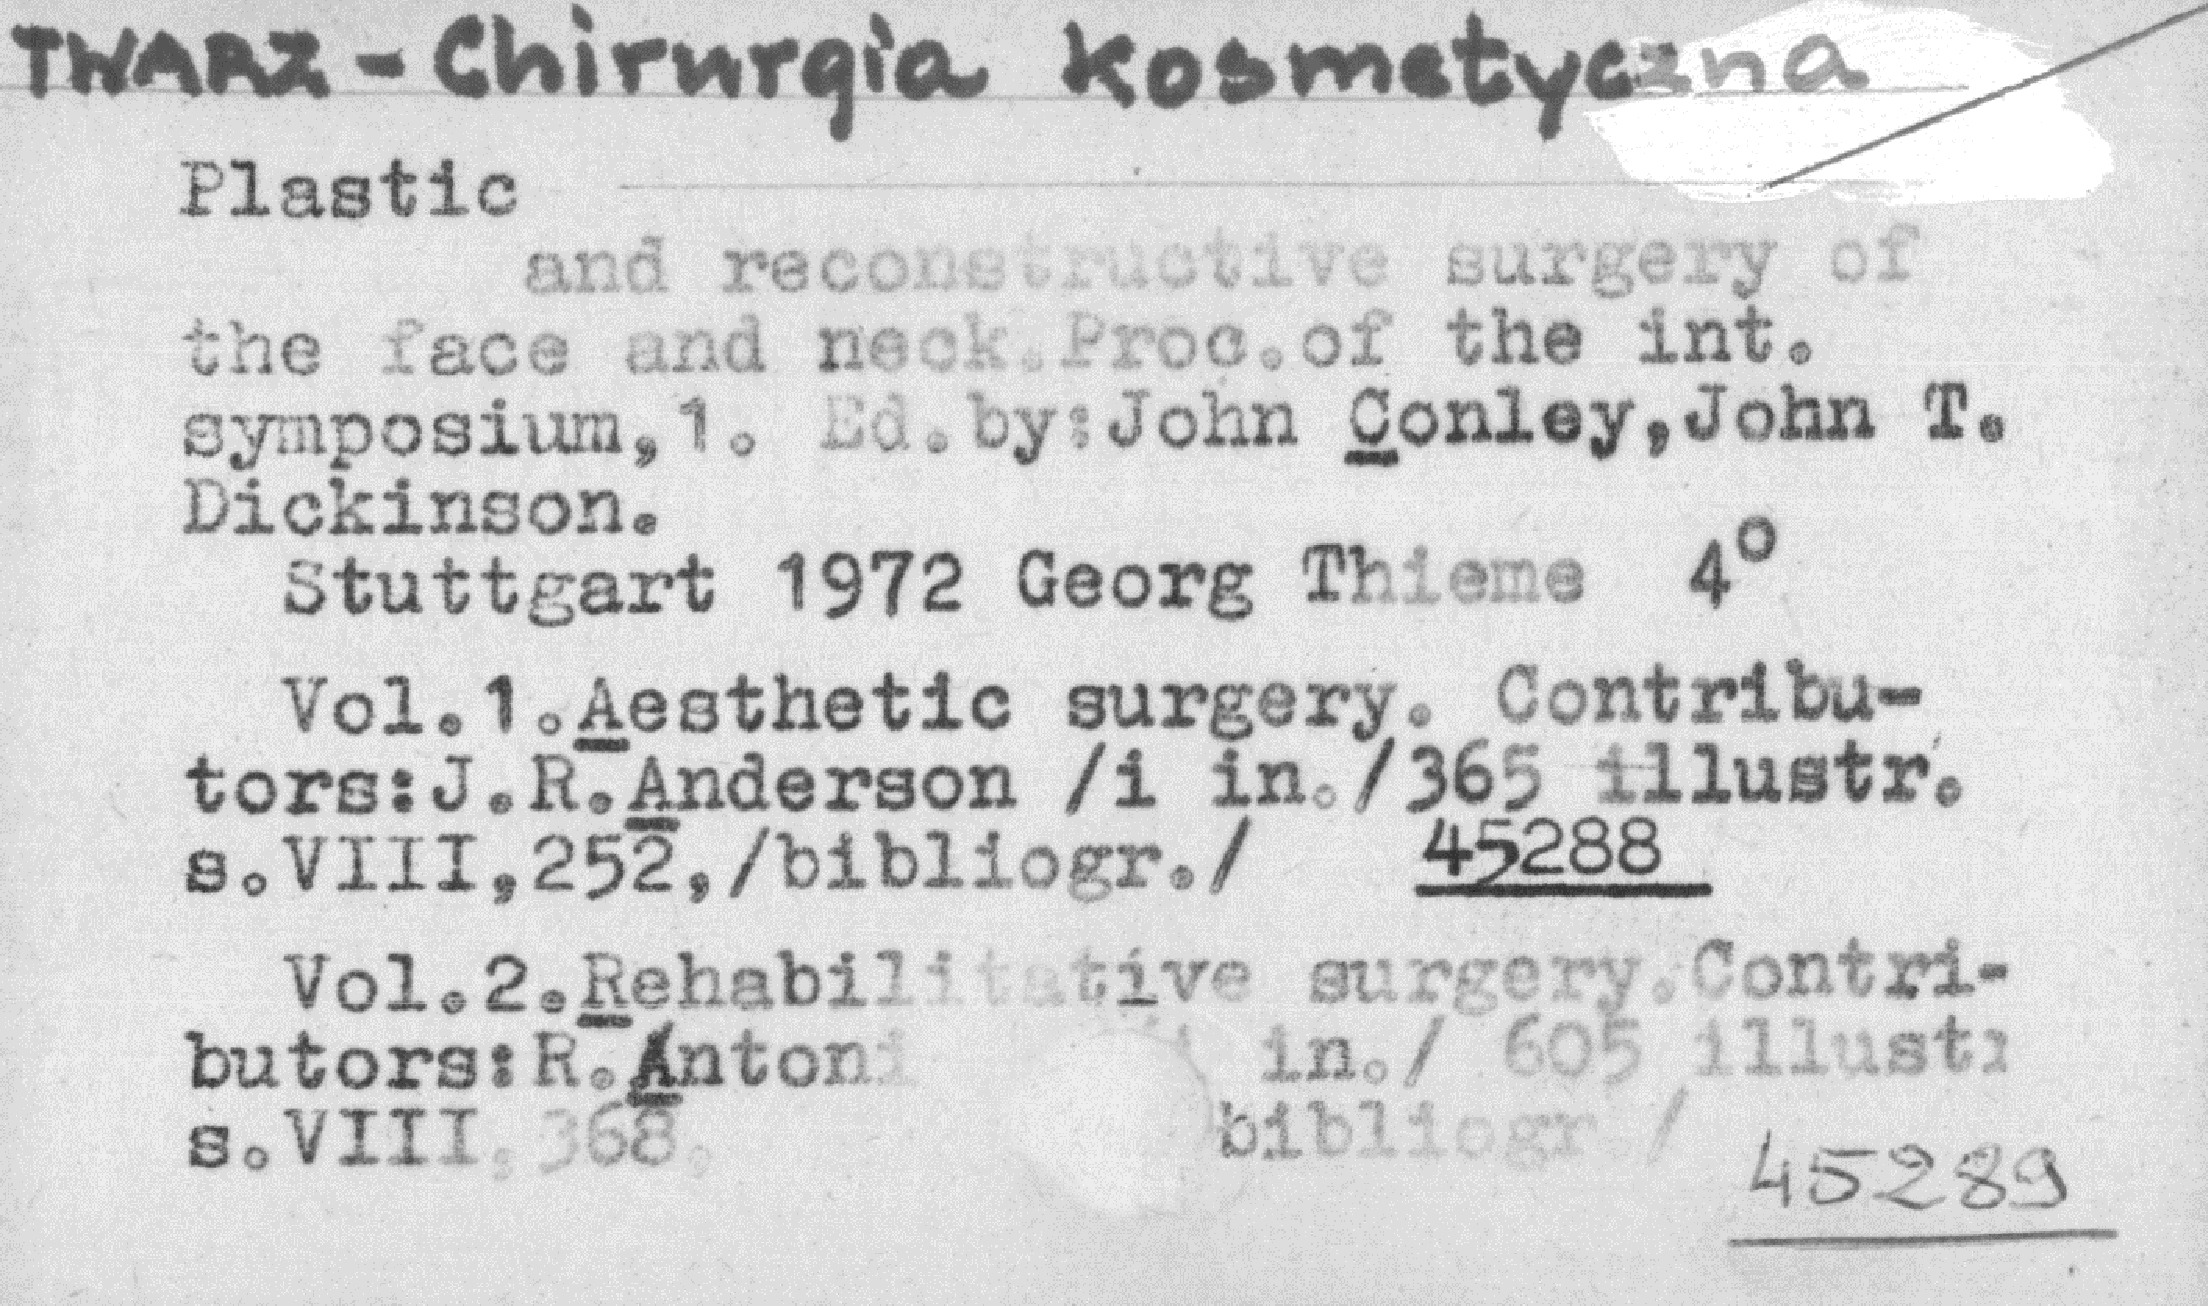 TWARZ - Chirurgia kosmetyczna
Plastic
and reconstructive surgery of
the face and neck.Proc.of the int.
symposium,1. Ed.by:John Conley,John T.
Dickinson.
Stuttgart 1972 Georg Thieme 4°
Vol.1.Aesthetic surgery. Contribu-
tors:J.R.Anderson /i in./365 illustr.
s.VIII,252,/bibliogr./ 45288
Vol.2.Rehabilitative surgery.Contri-
butors:R.Antoni in./ 605 illustr
s.VIII,368, bibliogr./
45289